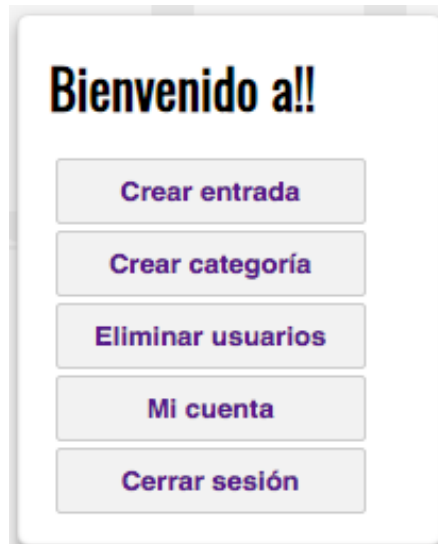 Bienvenido a!!
Crear entrada
Crear categoría
Eliminar usuarios
Mi cuenta
Cerrar sesión